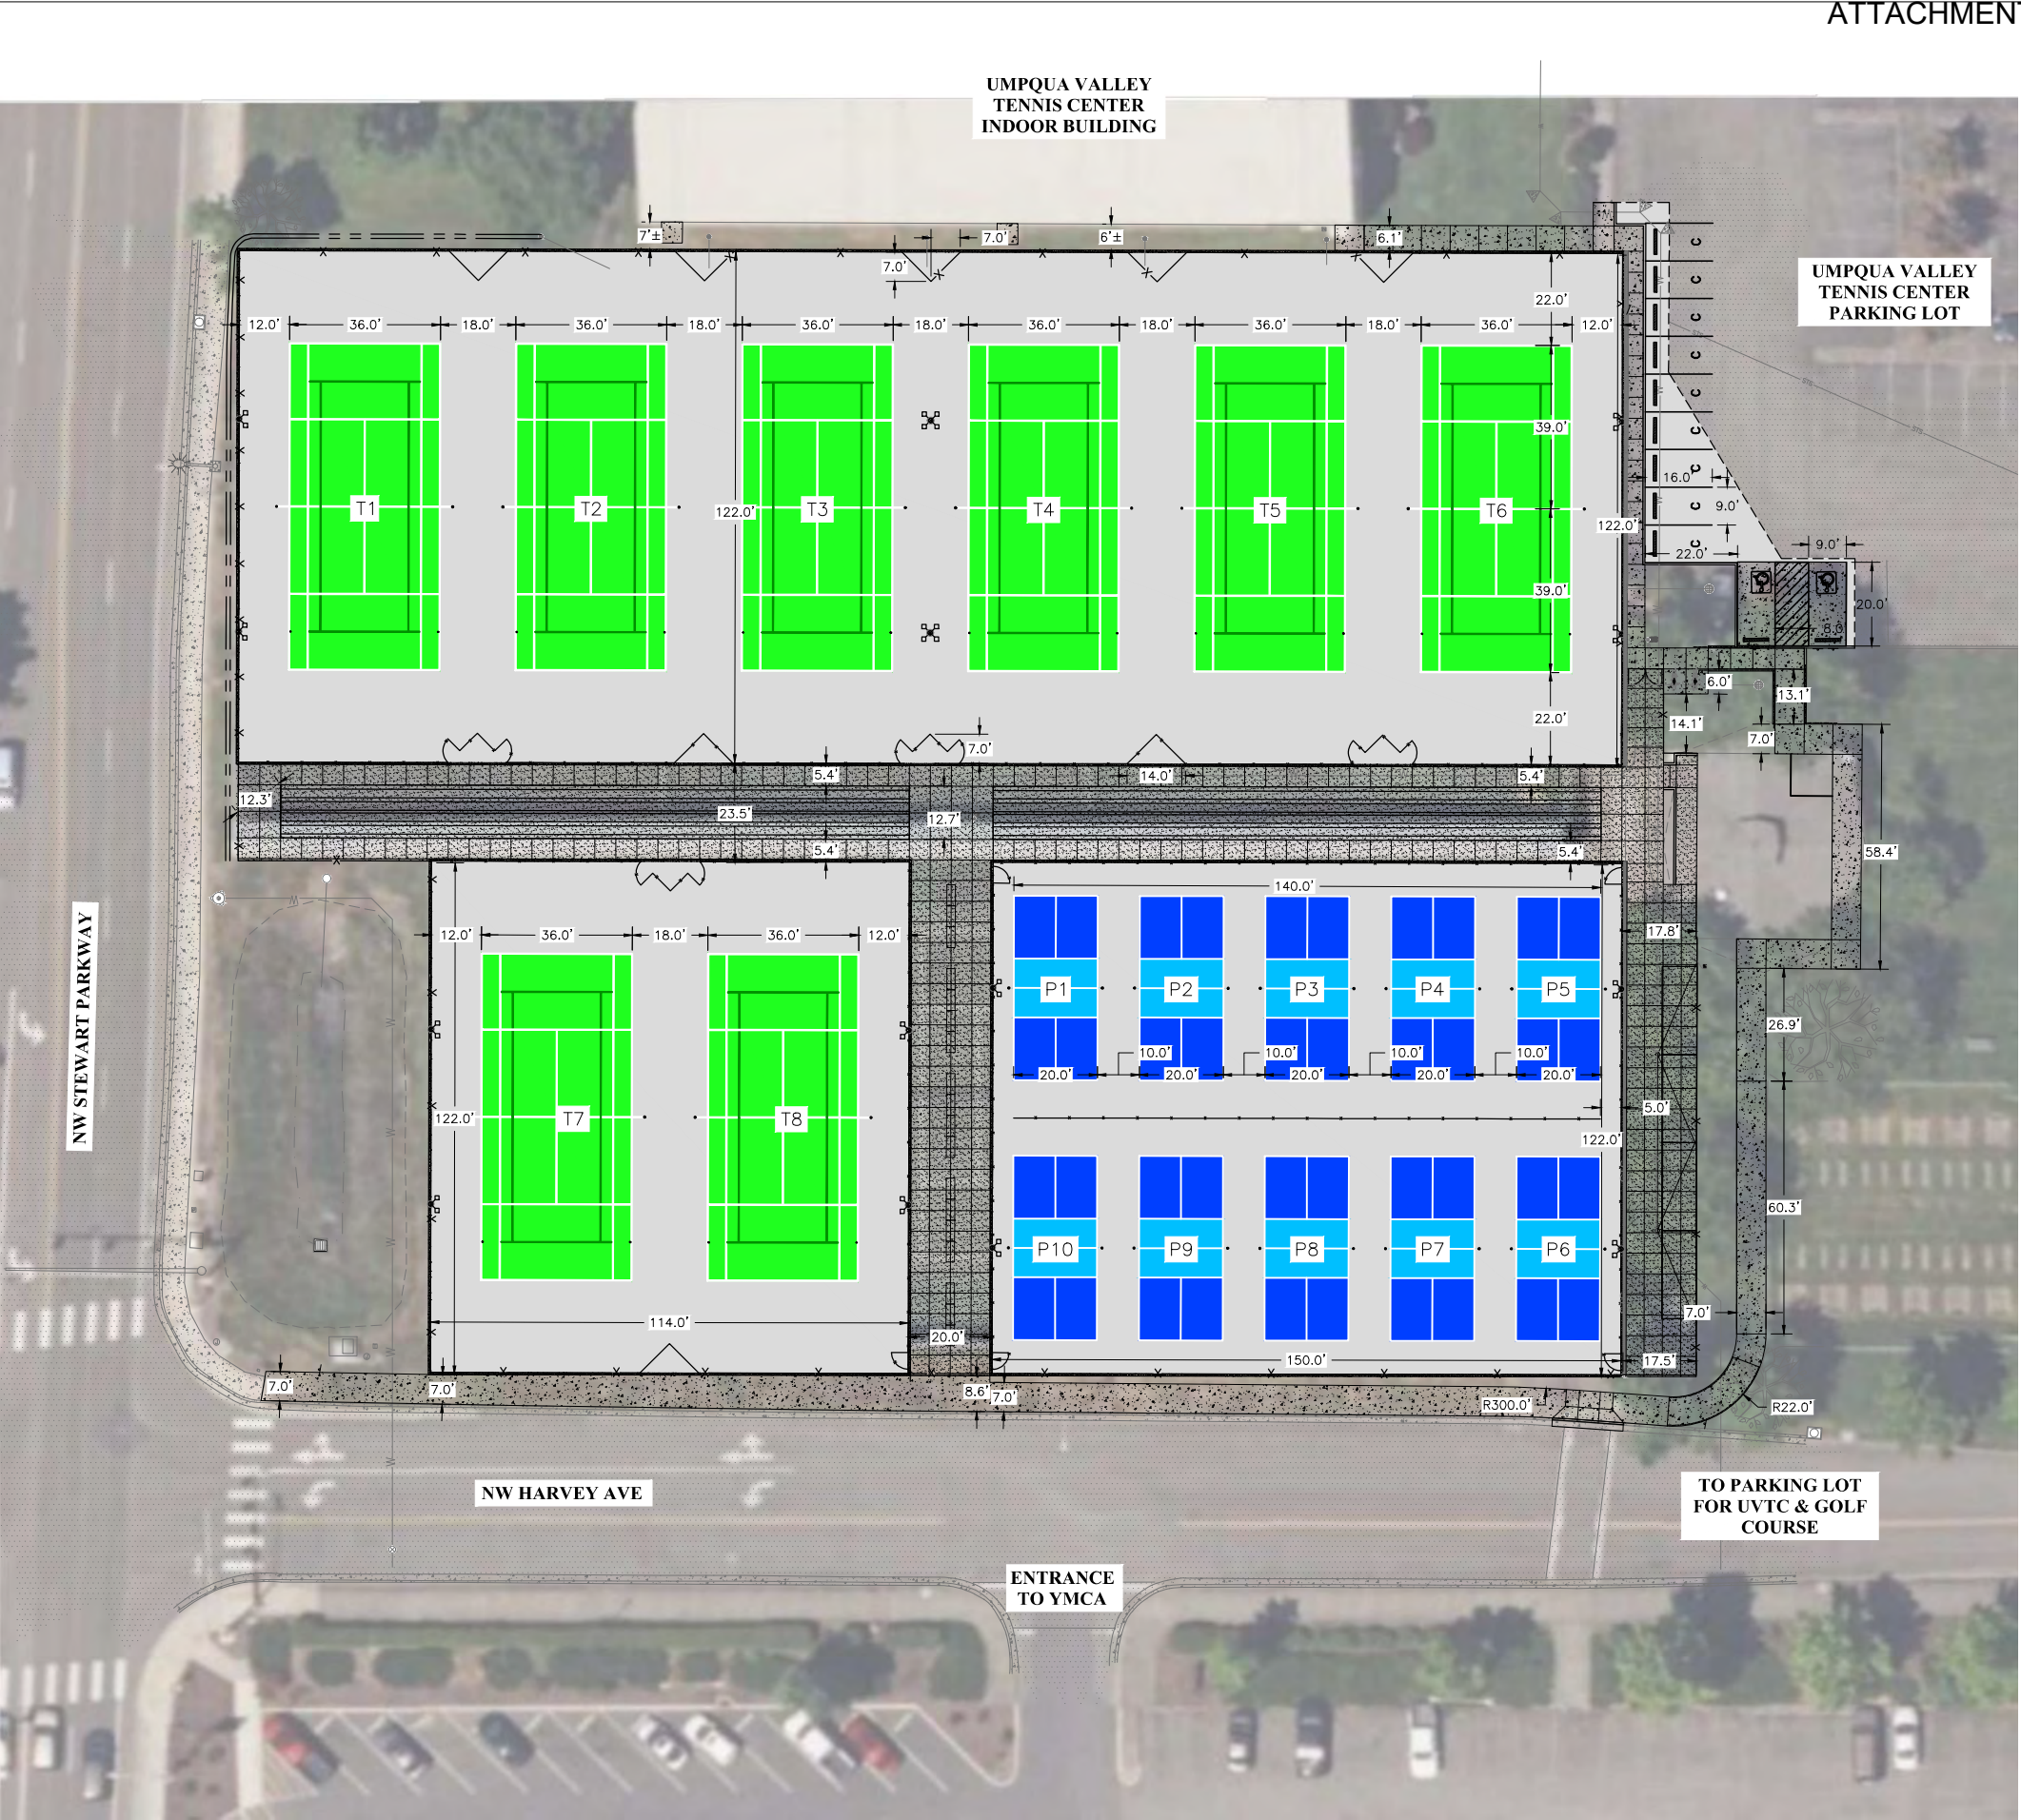 ATTACHMENT
UMPQUA VALLEY
TENNIS CENTER
INDOOR BUILDING
7'±
7.0'
6'±
6.1'
7.0'
UMPQUA VALLEY
TENNIS CENTER
PARKING LOT
22.0'
12.0'
36.0'
18.0'
36.0'
18.0'
36.0'
18.0'
36.0'
18.0'
36.0'
18.0'
36.0'
12.0'
C
C
C
C
C
C
C
C
C
39.0'
16.0'
9.0'
T1
T2
T3
T4
T5
T6
122.0'
122.0'
22.0'
9.0'
39.0'
20.0'
8.0
6.0'
13.1'
22.0'
14.1'
7.0'
7.0'
5.4'
14.0'
5.4'
12.3'
23.5'
12.7'
5.4'
5.4'
58.4'
140.0'
12.0'
36.0'
18.0'
36.0'
12.0'
17.8'
NW STEWART PARKWAY
P1
P2
P3
P4
P5
26.9'
10.0'
10.0'
10.0'
10.0'
20.0'
20.0'
20.0'
20.0'
20.0'
5.0'
122.0'
T7
T8
122.0'
60.3'
P10
P9
P8
P7
P6
7.0'
114.0'
20.0'
150.0'
17.5'
7.0'
7.0'
8.6'
7.0'
R300.0'
R22.0'
NW HARVEY AVE
TO PARKING LOT
FOR UVTC & GOLF
COURSE
ENTRANCE
TO YMCA